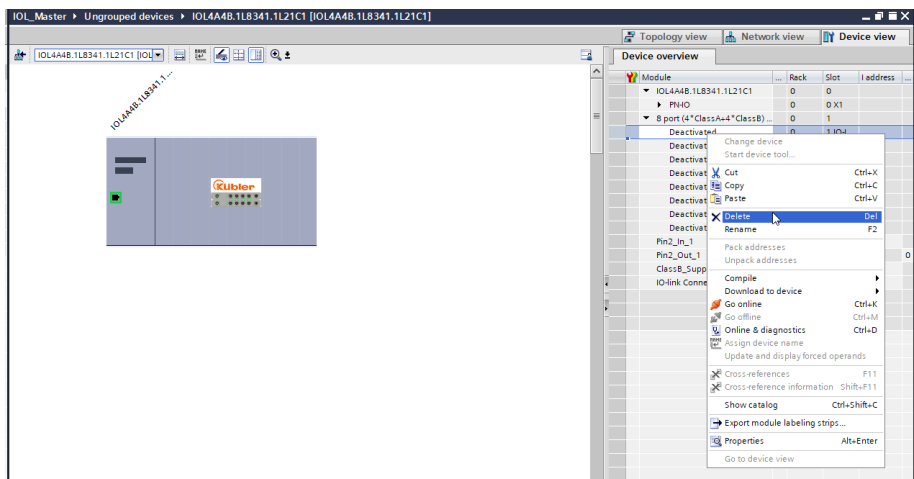 IOL_Master ▸ Ungrouped devices ▸ IOL4A4B.1L8341.1L21C1 [IOL4A4B.1L8341.1L21C1]
Topology view Network view Device view
IOL4A4B.1L8341.1L21C1 [IOL
Device overview
Module ... Rack Slot I address ...
IOL4A4B.1L8341.1L21C1 0 0
PN-IO 0 0 X1
8 port (4*ClassA+4*ClassB) ... 0 1
Deactivated 0 1 IO-l
Deactivat
Deactivat
Deactivat
Deactivat
Deactivat
Deactivat
Deactivat
Pin2_In_1
Pin2_Out_1 0
ClassB_Supp
IO-link Conne
IOL4A4B.1L8341.1...
Kübler
Change device
Start device tool...
Cut Ctrl+X
Copy Ctrl+C
Paste Ctrl+V
Delete Del
Rename F2
Pack addresses
Unpack addresses
Compile
Download to device
Go online Ctrl+K
Go offline Ctrl+M
Online & diagnostics Ctrl+D
Assign device name
Update and display forced operands
Cross-references F11
Cross-reference information Shift+F11
Show catalog Ctrl+Shift+C
Export module labeling strips...
Properties Alt+Enter
Go to device view